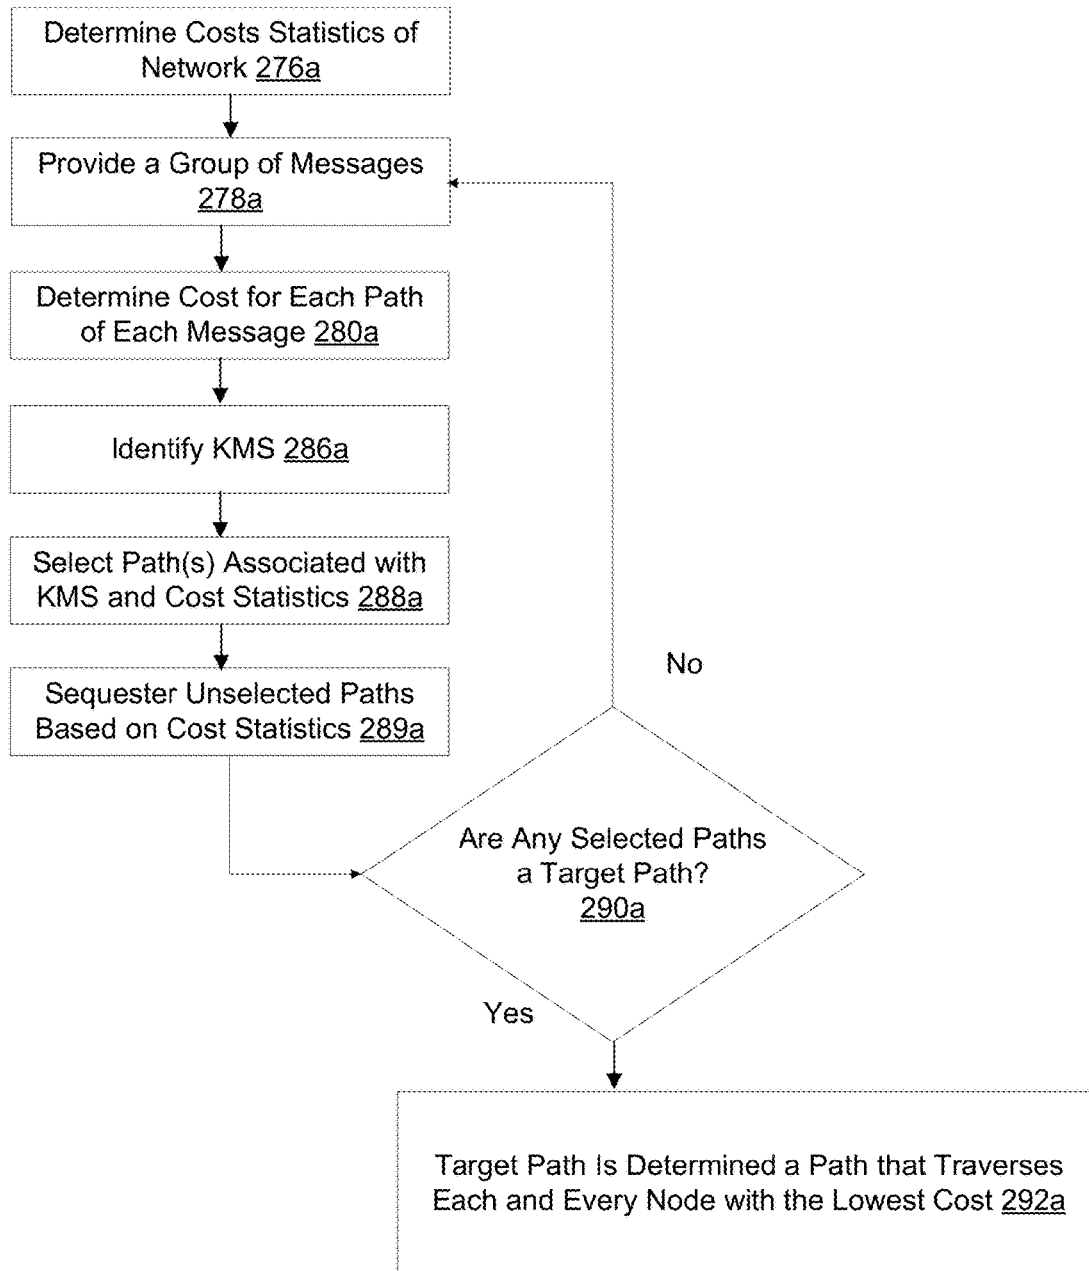 Determine Costs Statistics of
Network 276a
Provide a Group of Messages
278a
Determine Cost for Each Path
of Each Message 280a
Identify KMS 286a
Select Path(s) Associated with
KMS and Cost Statistics 288a
Sequester Unselected Paths
Based on Cost Statistics 289a
No
Are Any Selected Paths
a Target Path?
290a
Yes
Target Path Is Determined a Path that Traverses
Each and Every Node with the Lowest Cost 292a